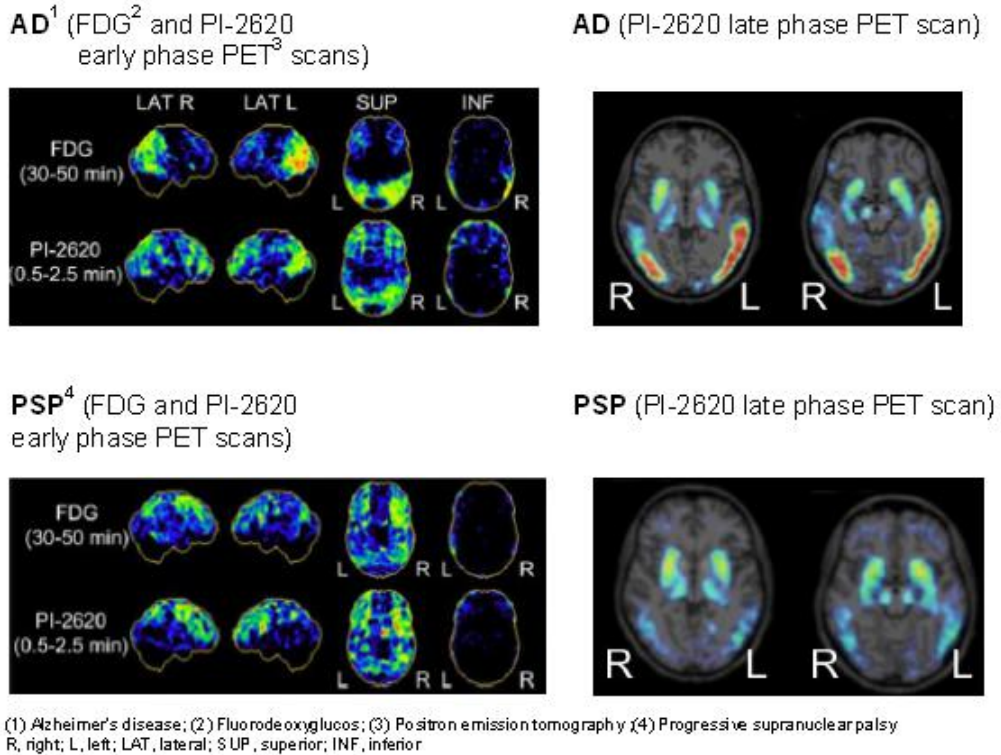 AD¹ (FDG² and PI-2620
early phase PET³ scans)
AD (PI-2620 late phase PET scan)
LAT R LAT L SUP INF
FDG
(30-50 min)
L R L R
PI-2620
(0.5-2.5 min)
L R L R
R L R L
PSP⁴ (FDG and PI-2620
early phase PET scans)
PSP (PI-2620 late phase PET scan)
FDG
(30-50 min)
L R L R
PI-2620
(0.5-2.5 min)
L R L R
R L R L
(1) Alzheimer's disease; (2) Fluorodeoxyglucos; (3) Positron emission tomography ;(4) Progressive supranuclear palsy
R, right; L, left; LAT, lateral; SUP, superior; INF, inferior